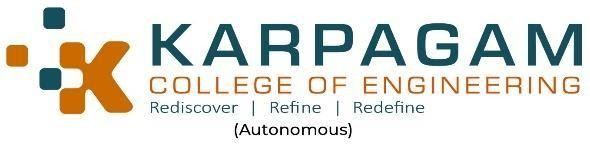 KARPAGAM
COLLEGE OF ENGINEERING
Rediscover | Refine | Redefine
(Autonomous)